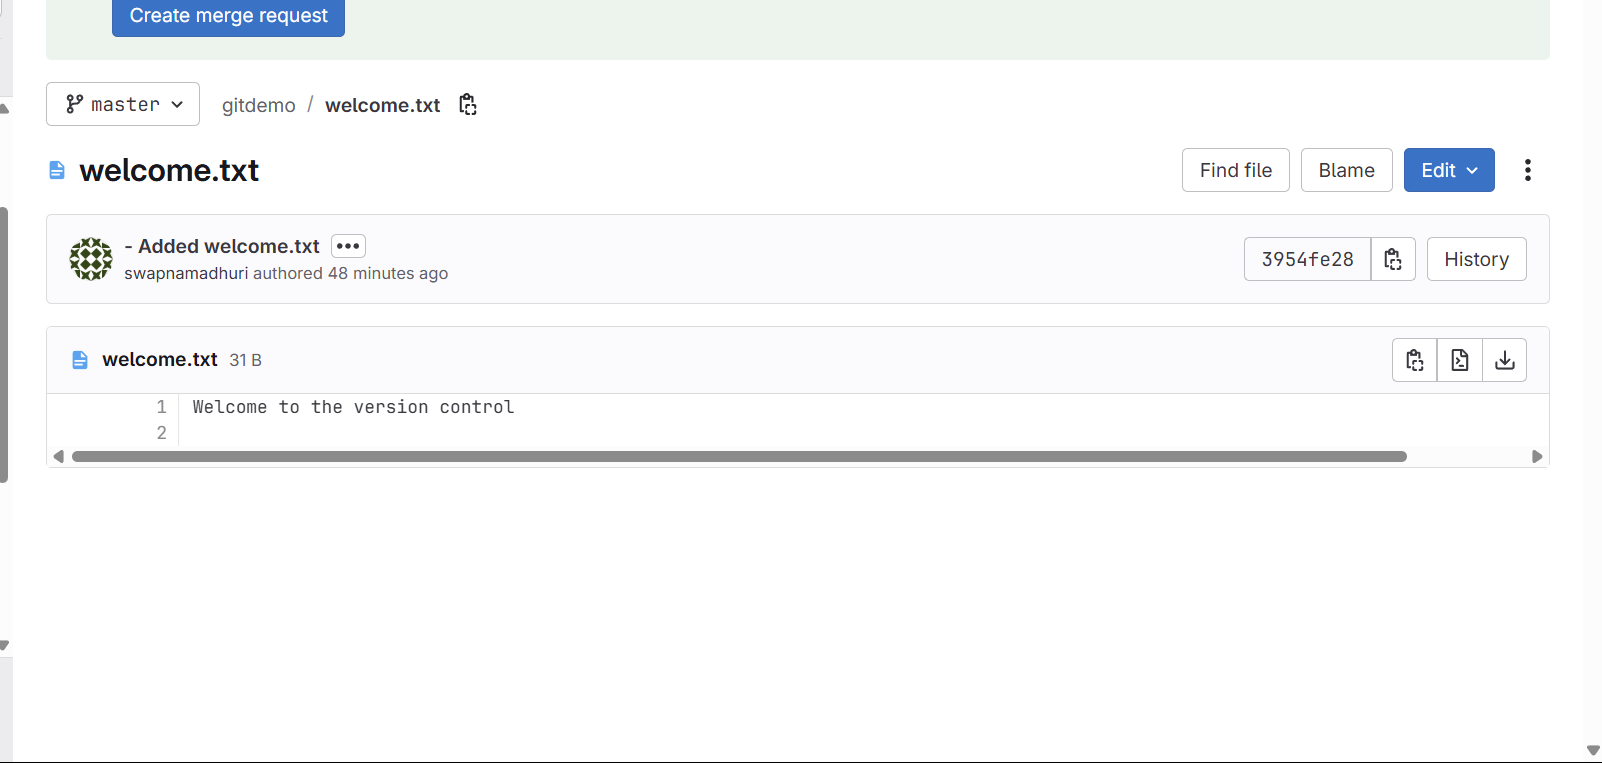 Create merge request
master
gitdemo / welcome.txt
welcome.txt
Find file
Blame
Edit
- Added welcome.txt
swapnamadhuri authored 48 minutes ago
3954fe28
History
welcome.txt 31 B
1 Welcome to the version control
2